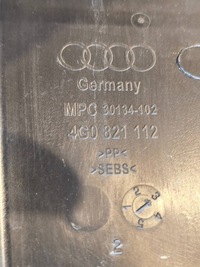 Germany
MPC 30134-102
4G0 821 112
>PP<
>SEBS<
2